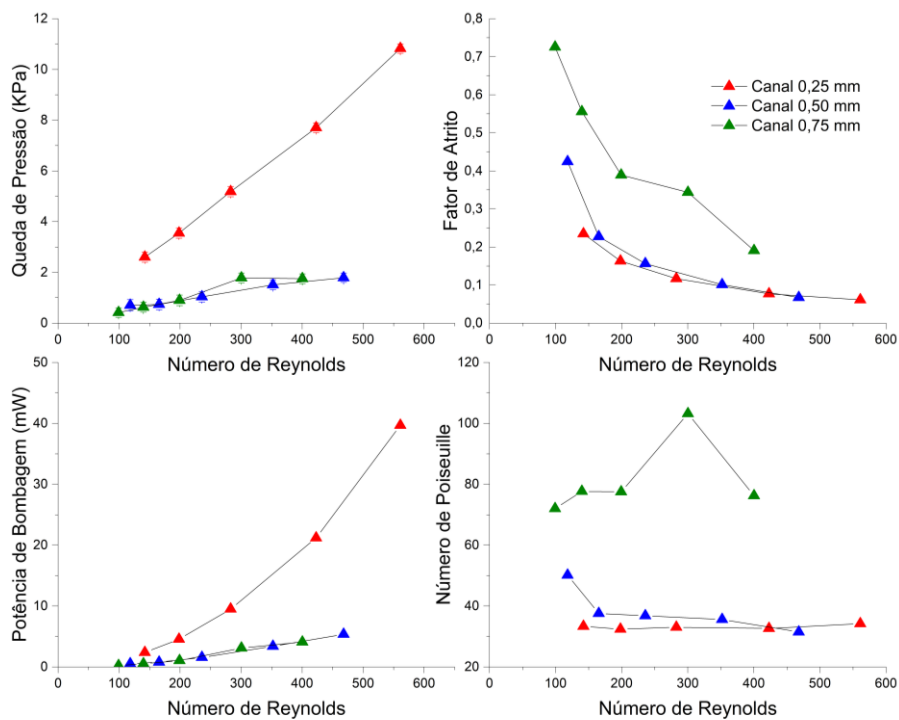 12
10
8
6
4
2
0
Queda de Pressão (KPa)
0 100 200 300 400 500 600
Número de Reynolds
0,8
0,7
0,6
0,5
0,4
0,3
0,2
0,1
0,0
Fator de Atrito
Canal 0,25 mm
Canal 0,50 mm
Canal 0,75 mm
0 100 200 300 400 500 600
Número de Reynolds
50
40
30
20
10
0
Potência de Bombagem (mW)
0 100 200 300 400 500 600
Número de Reynolds
120
100
80
60
40
20
Número de Poiseuille
0 100 200 300 400 500 600
Número de Reynolds